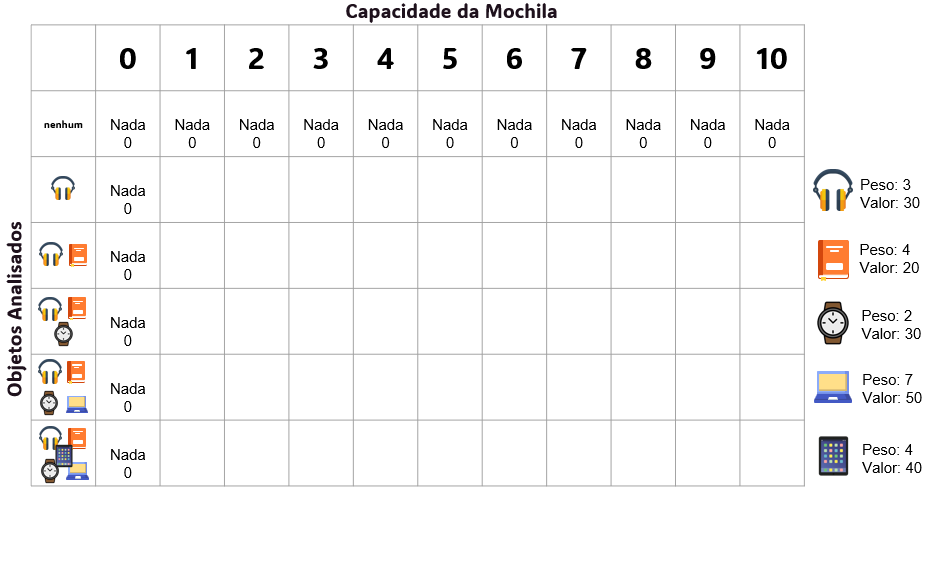 Capacidade da Mochila
0 1 2 3 4 5 6 7 8 9 10
nenhum
Nada Nada Nada Nada Nada Nada Nada Nada Nada Nada Nada
0 0 0 0 0 0 0 0 0 0 0
Nada
0
Peso: 3
Valor: 30
Nada
0
Peso: 4
Valor: 20
Nada
0
Peso: 2
Valor: 30
Nada
0
Peso: 7
Valor: 50
Nada
0
Peso: 4
Valor: 40
Objetos Analisados